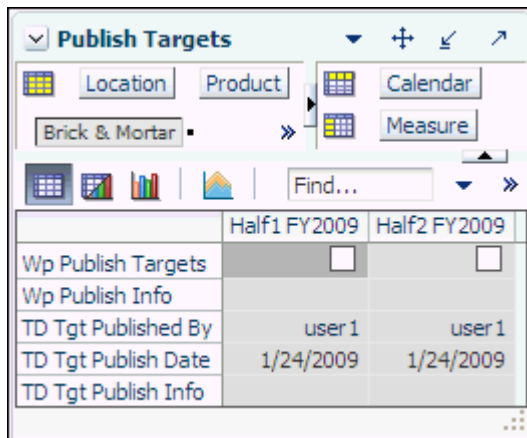 Publish Targets
Location Product Calendar
Brick & Mortar » Measure
Find... »
Half1 FY2009 Half2 FY2009
Wp Publish Targets
Wp Publish Info
TD Tgt Published By user1 user1
TD Tgt Publish Date 1/24/2009 1/24/2009
TD Tgt Publish Info